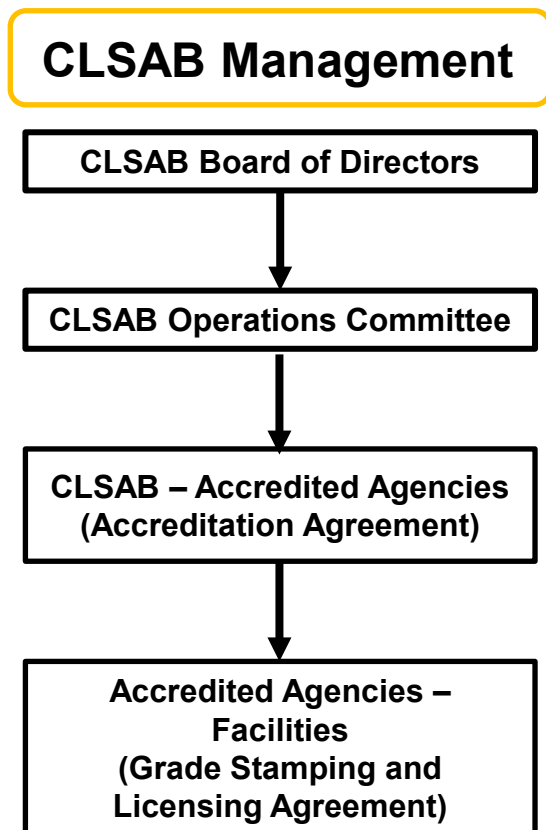 CLSAB Management
CLSAB Board of Directors
CLSAB Operations Committee
CLSAB – Accredited Agencies
(Accreditation Agreement)
Accredited Agencies –
Facilities
(Grade Stamping and
Licensing Agreement)